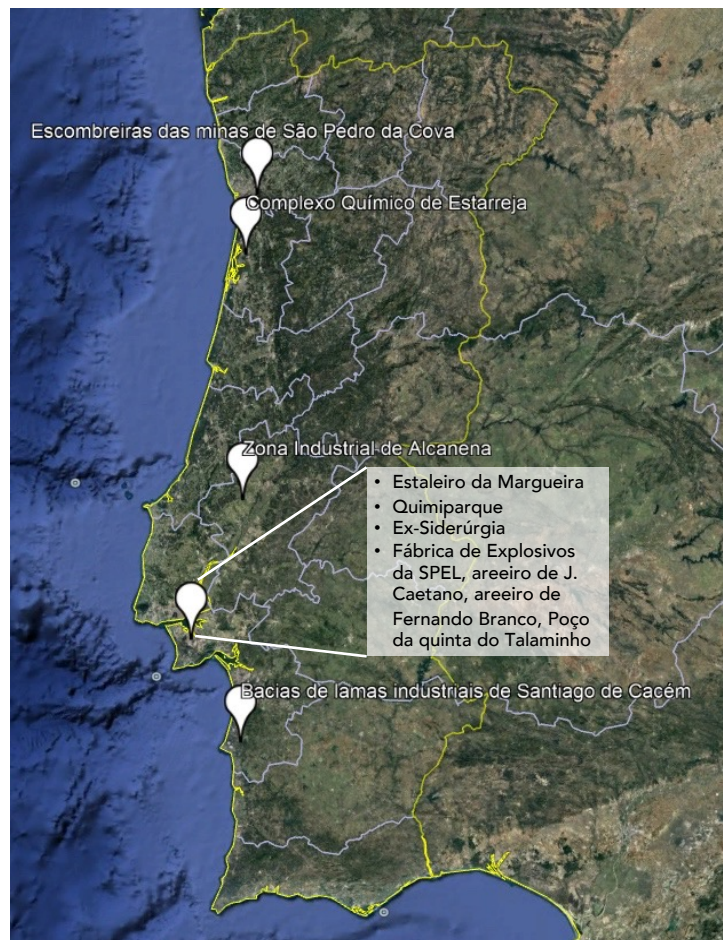 Escombreiras das minas de São Pedro da Cova
Complexo Químico de Estarreja
Zona Industrial de Alcanena
• Estaleiro da Margueira
• Quimiparque
• Ex-Siderúrgia
• Fábrica de Explosivos
da SPEL, areeiro de J.
Caetano, areeiro de
Fernando Branco, Poço
da quinta do Talaminho
Bacias de lamas industriais de Santiago de Cacém